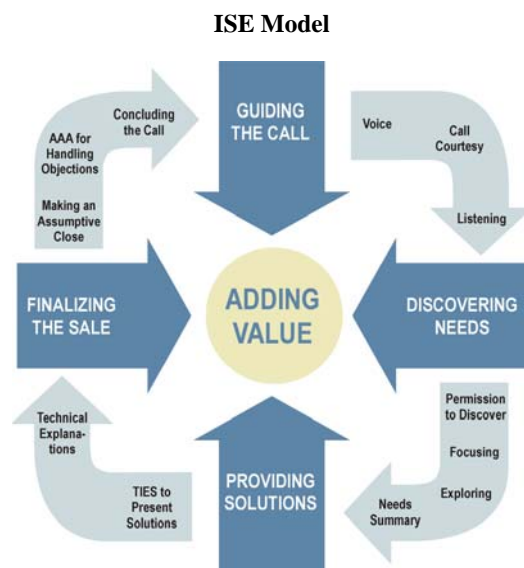 ISE Model
GUIDING
THE CALL
Voice
Call
Courtesy
Listening
DISCOVERING
NEEDS
Permission
to Discover
Focusing
Exploring
Needs
Summary
PROVIDING
SOLUTIONS
TIES to
Present
Solutions
Technical
Explana-
tions
FINALIZING
THE SALE
Making an
Assumptive
Close
AAA for
Handling
Objections
Concluding
the Call
ADDING
VALUE